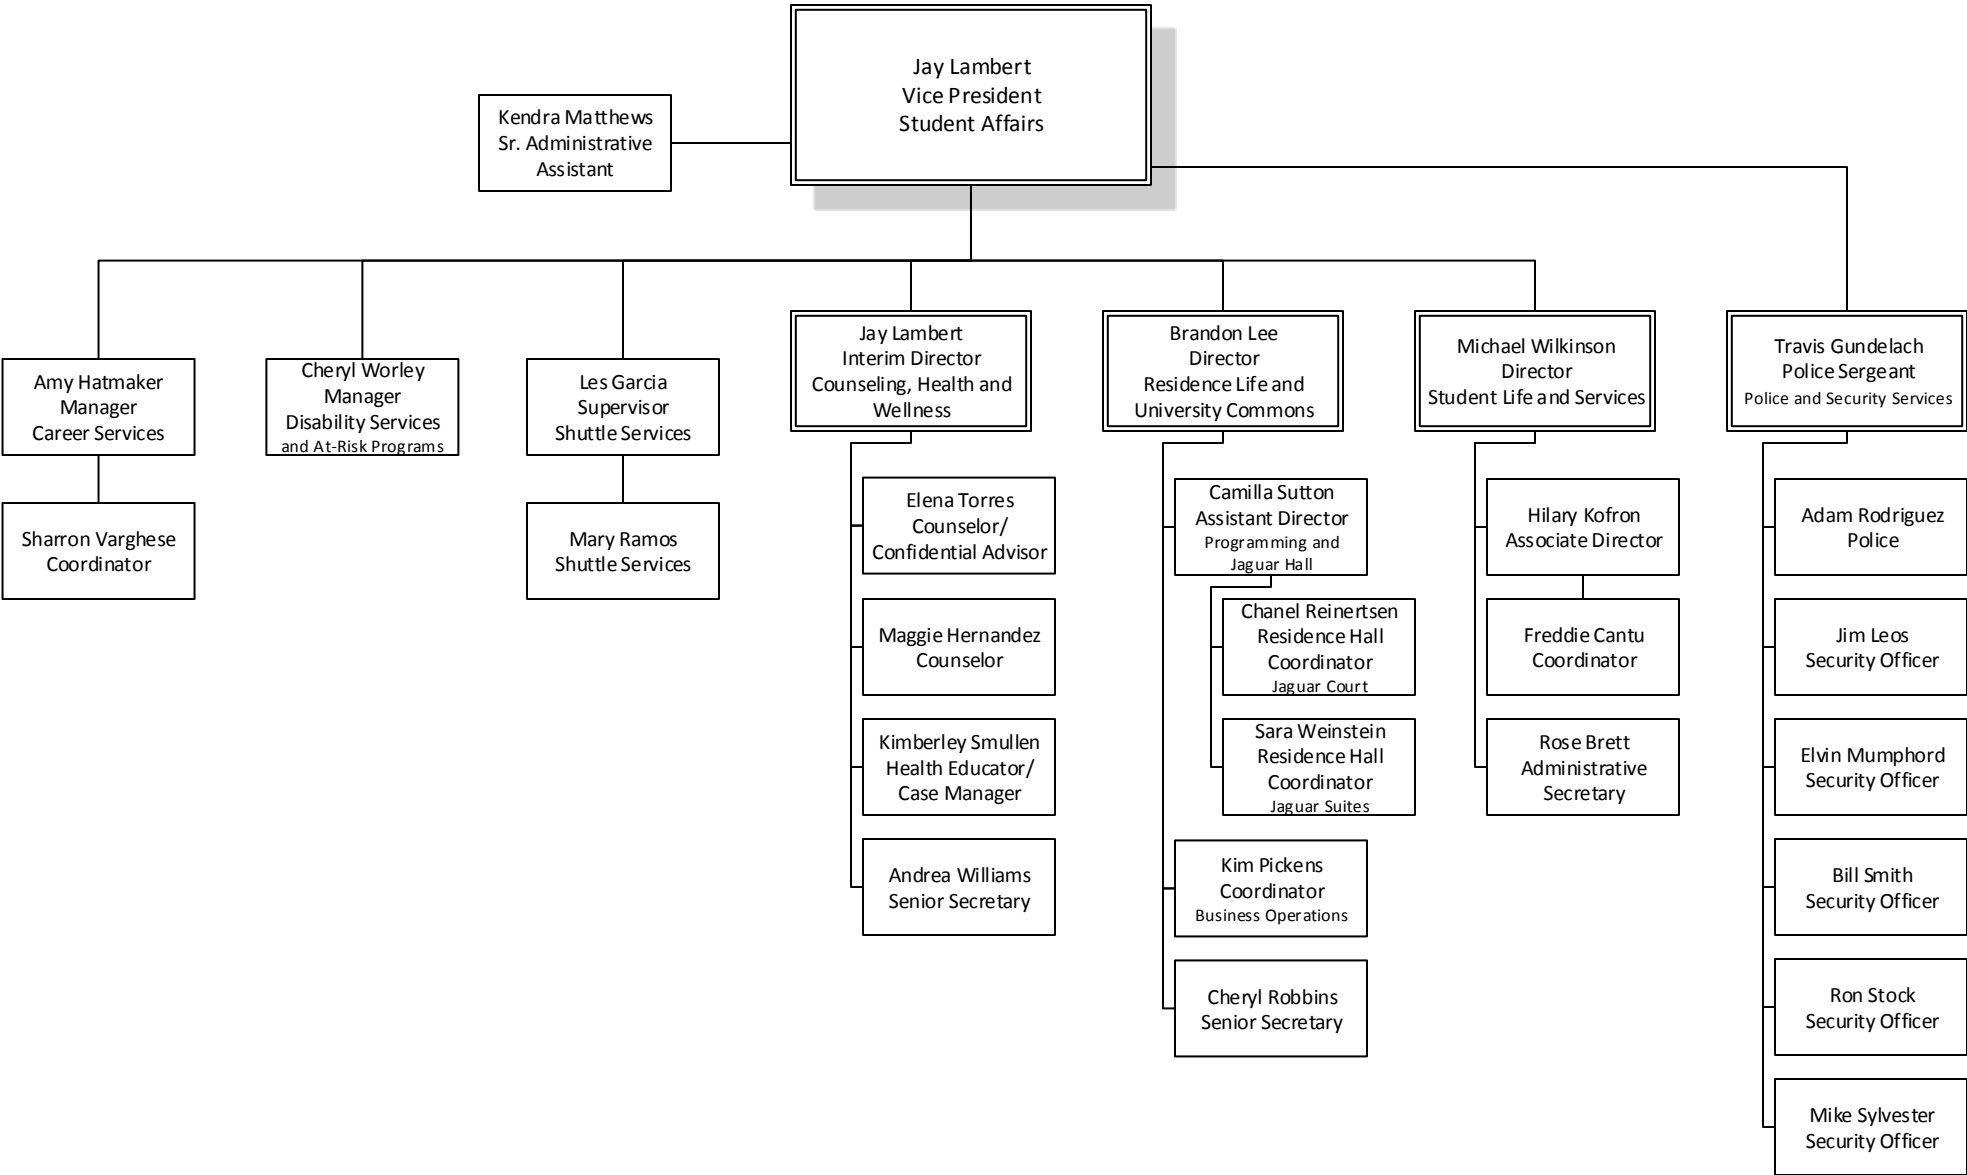 Jay Lambert
Vice President
Student Affairs
Kendra Matthews
Sr. Administrative
Assistant
Amy Hatmaker
Manager
Career Services
Sharron Varghese
Coordinator
Cheryl Worley
Manager
Disability Services
and At-Risk Programs
Les Garcia
Supervisor
Shuttle Services
Mary Ramos
Shuttle Services
Jay Lambert
Interim Director
Counseling, Health and
Wellness
Elena Torres
Counselor/
Confidential Advisor
Maggie Hernandez
Counselor
Kimberley Smullen
Health Educator/
Case Manager
Andrea Williams
Senior Secretary
Brandon Lee
Director
Residence Life and
University Commons
Camilla Sutton
Assistant Director
Programming and
Jaguar Hall
Chanel Reinertsen
Residence Hall
Coordinator
Jaguar Court
Sara Weinstein
Residence Hall
Coordinator
Jaguar Suites
Kim Pickens
Coordinator
Business Operations
Cheryl Robbins
Senior Secretary
Michael Wilkinson
Director
Student Life and Services
Hilary Kofron
Associate Director
Freddie Cantu
Coordinator
Rose Brett
Administrative
Secretary
Travis Gundelach
Police Sergeant
Police and Security Services
Adam Rodriguez
Police
Jim Leos
Security Officer
Elvin Mumphord
Security Officer
Bill Smith
Security Officer
Ron Stock
Security Officer
Mike Sylvester
Security Officer